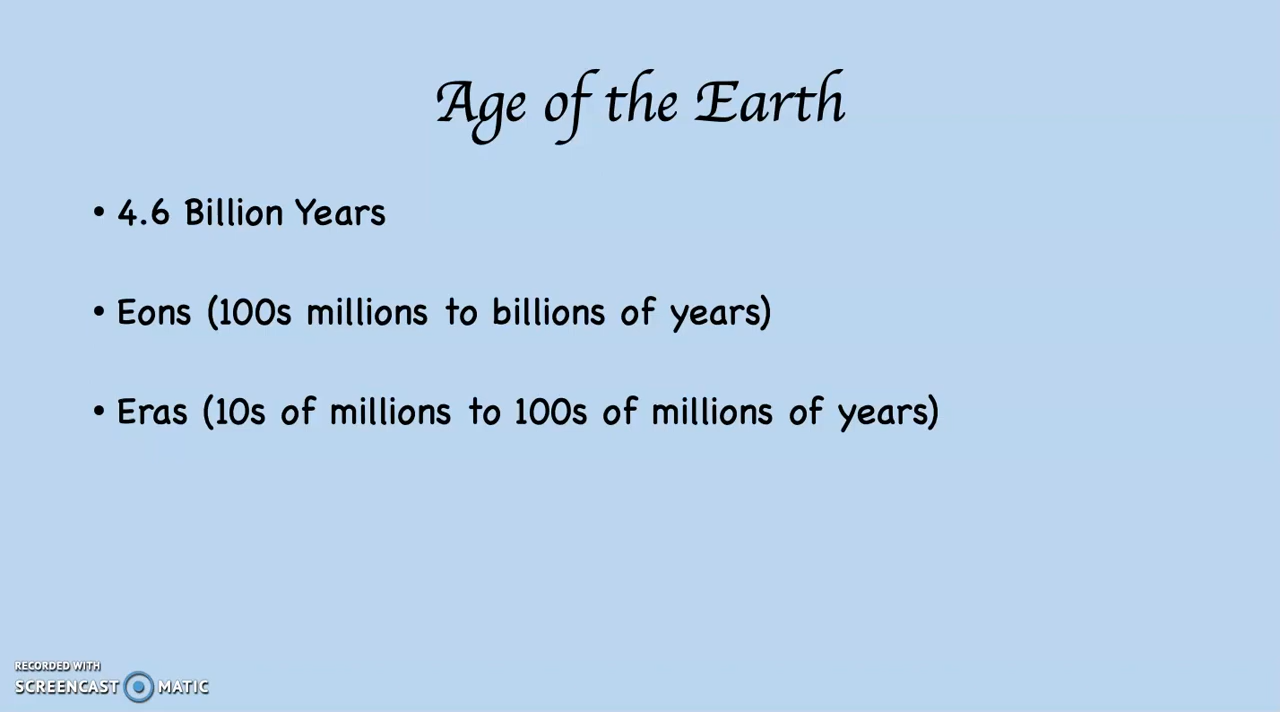 Age of the Earth
• 4.6 Billion Years
• Eons (100s millions to billions of years)
• Eras (10s of millions to 100s of millions of years)
RECORDED WITH
SCREENCAST MATIC